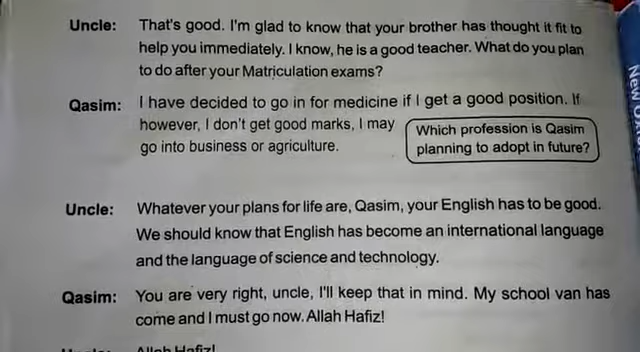 Uncle: That's good. I'm glad to know that your brother has thought it fit to
help you immediately. I know, he is a good teacher. What do you plan
to do after your Matriculation exams?
Qasim: I have decided to go in for medicine if I get a good position. If
however, I don't get good marks, I may
go into business or agriculture.
Which profession is Qasim
planning to adopt in future?
Uncle: Whatever your plans for life are, Qasim, your English has to be good.
We should know that English has become an international language
and the language of science and technology.
Qasim: You are very right, uncle, I'll keep that in mind. My school van has
come and I must go now. Allah Hafiz!
Uncle: Allah Hafiz!
New